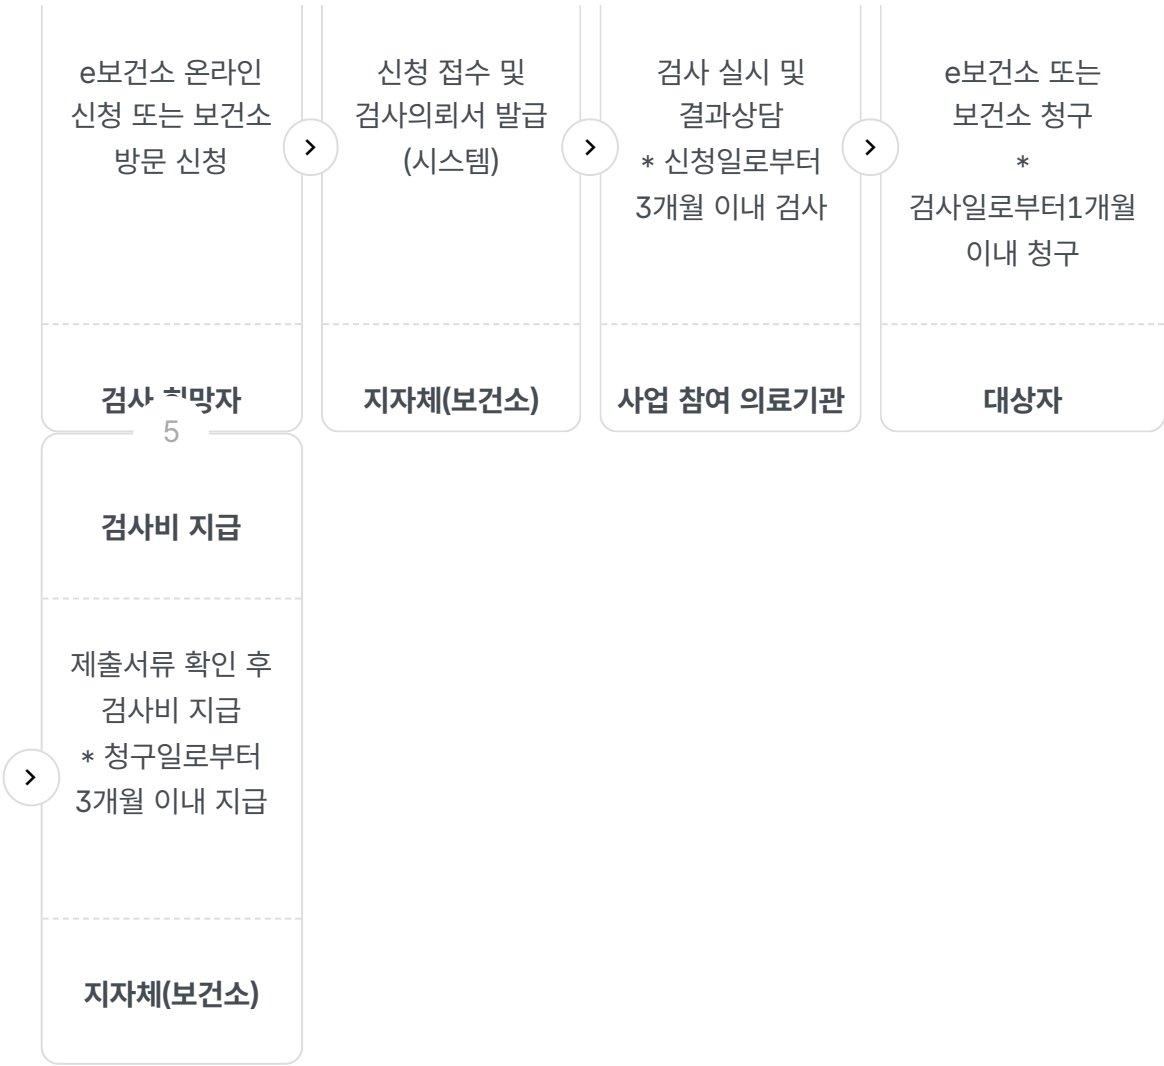 e보건소 온라인
신청 또는 보건소
방문 신청
신청 접수 및
검사의뢰서 발급
(시스템)
검사 실시 및
결과상담
* 신청일로부터
3개월 이내 검사
e보건소 또는
보건소 청구
*
검사일로부터1개월
이내 청구
검사 희망자
지자체(보건소)
사업 참여 의료기관
대상자
5
검사비 지급
제출서류 확인 후
검사비 지급
* 청구일로부터
3개월 이내 지급
지자체(보건소)